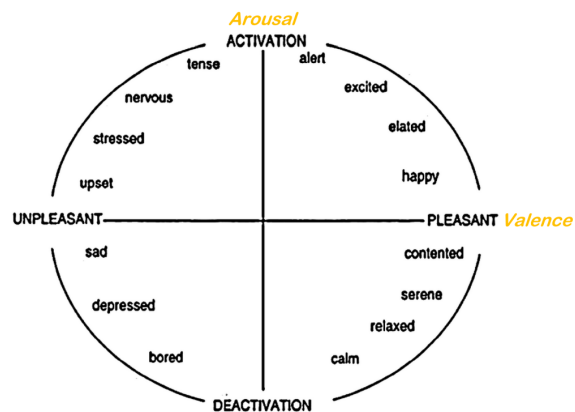 Arousal
ACTIVATION
tense
alert
nervous
excited
stressed
elated
upset
happy
UNPLEASANT
PLEASANT Valence
sad
contented
depressed
serene
relaxed
bored
calm
DEACTIVATION